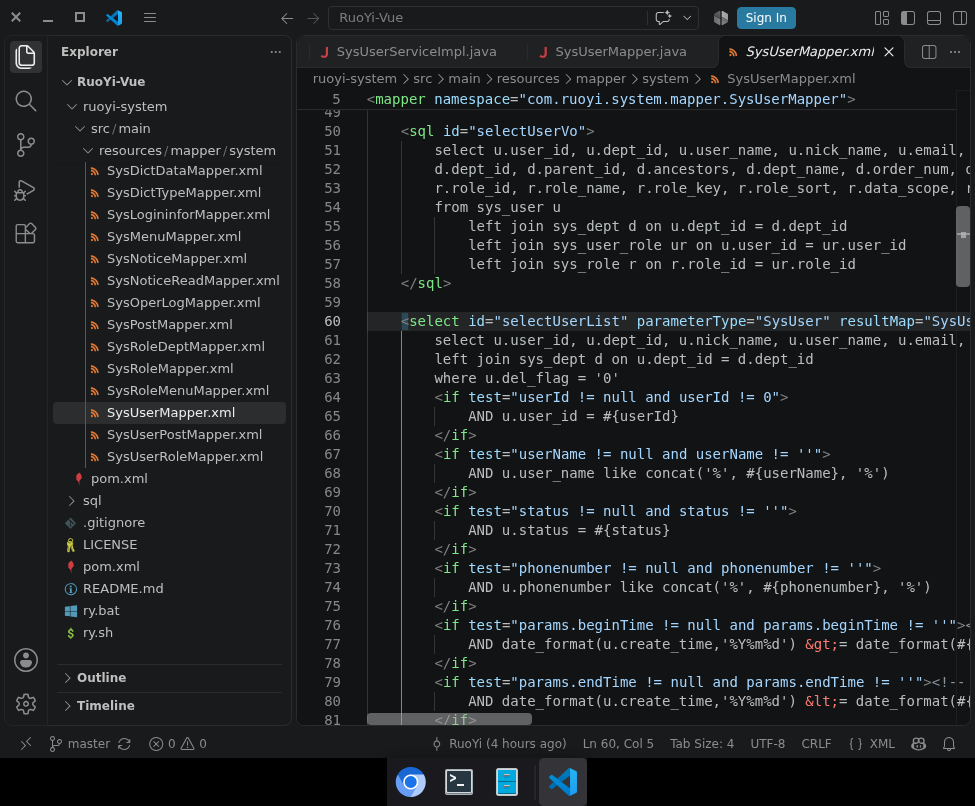 RuoYi-Vue
Sign In
Explorer
RuoYi-Vue
ruoyi-system
src/main
resources/mapper/system
SysDictDataMapper.xml
SysDictTypeMapper.xml
SysLogininforMapper.xml
SysMenuMapper.xml
SysNoticeMapper.xml
SysNoticeReadMapper.xml
SysOperLogMapper.xml
SysPostMapper.xml
SysRoleDeptMapper.xml
SysRoleMapper.xml
SysRoleMenuMapper.xml
SysUserMapper.xml
SysUserPostMapper.xml
SysUserRoleMapper.xml
pom.xml
sql
.gitignore
LICENSE
pom.xml
README.md
ry.bat
ry.sh
Outline
Timeline
SysUserServiceImpl.java
SysUserMapper.java
SysUserMapper.xml
ruoyi-system > src > main > resources > mapper > system > SysUserMapper.xml
5 <mapper namespace="com.ruoyi.system.mapper.SysUserMapper">
49
50 <sql id="selectUserVo">
51 select u.user_id, u.dept_id, u.user_name, u.nick_name, u.email,
52 d.dept_id, d.parent_id, d.ancestors, d.dept_name, d.order_num, d
53 r.role_id, r.role_name, r.role_key, r.role_sort, r.data_scope, r
54 from sys_user u
55 left join sys_dept d on u.dept_id = d.dept_id
56 left join sys_user_role ur on u.user_id = ur.user_id
57 left join sys_role r on r.role_id = ur.role_id
58 </sql>
59
60 <select id="selectUserList" parameterType="SysUser" resultMap="SysUs
61 select u.user_id, u.dept_id, u.nick_name, u.user_name, u.email,
62 left join sys_dept d on u.dept_id = d.dept_id
63 where u.del_flag = '0'
64 <if test="userId != null and userId != 0">
65 AND u.user_id = #{userId}
66 </if>
67 <if test="userName != null and userName != ''">
68 AND u.user_name like concat('%', #{userName}, '%')
69 </if>
70 <if test="status != null and status != ''">
71 AND u.status = #{status}
72 </if>
73 <if test="phonenumber != null and phonenumber != ''">
74 AND u.phonenumber like concat('%', #{phonenumber}, '%')
75 </if>
76 <if test="params.beginTime != null and params.beginTime != ''"><
77 AND date_format(u.create_time,'%Y%m%d') &gt;= date_format(#{
78 </if>
79 <if test="params.endTime != null and params.endTime != ''"><!--
80 AND date_format(u.create_time,'%Y%m%d') &lt;= date_format(#{
81 </if>
master
0
0
RuoYi (4 hours ago)
Ln 60, Col 5
Tab Size: 4
UTF-8
CRLF
{ } XML